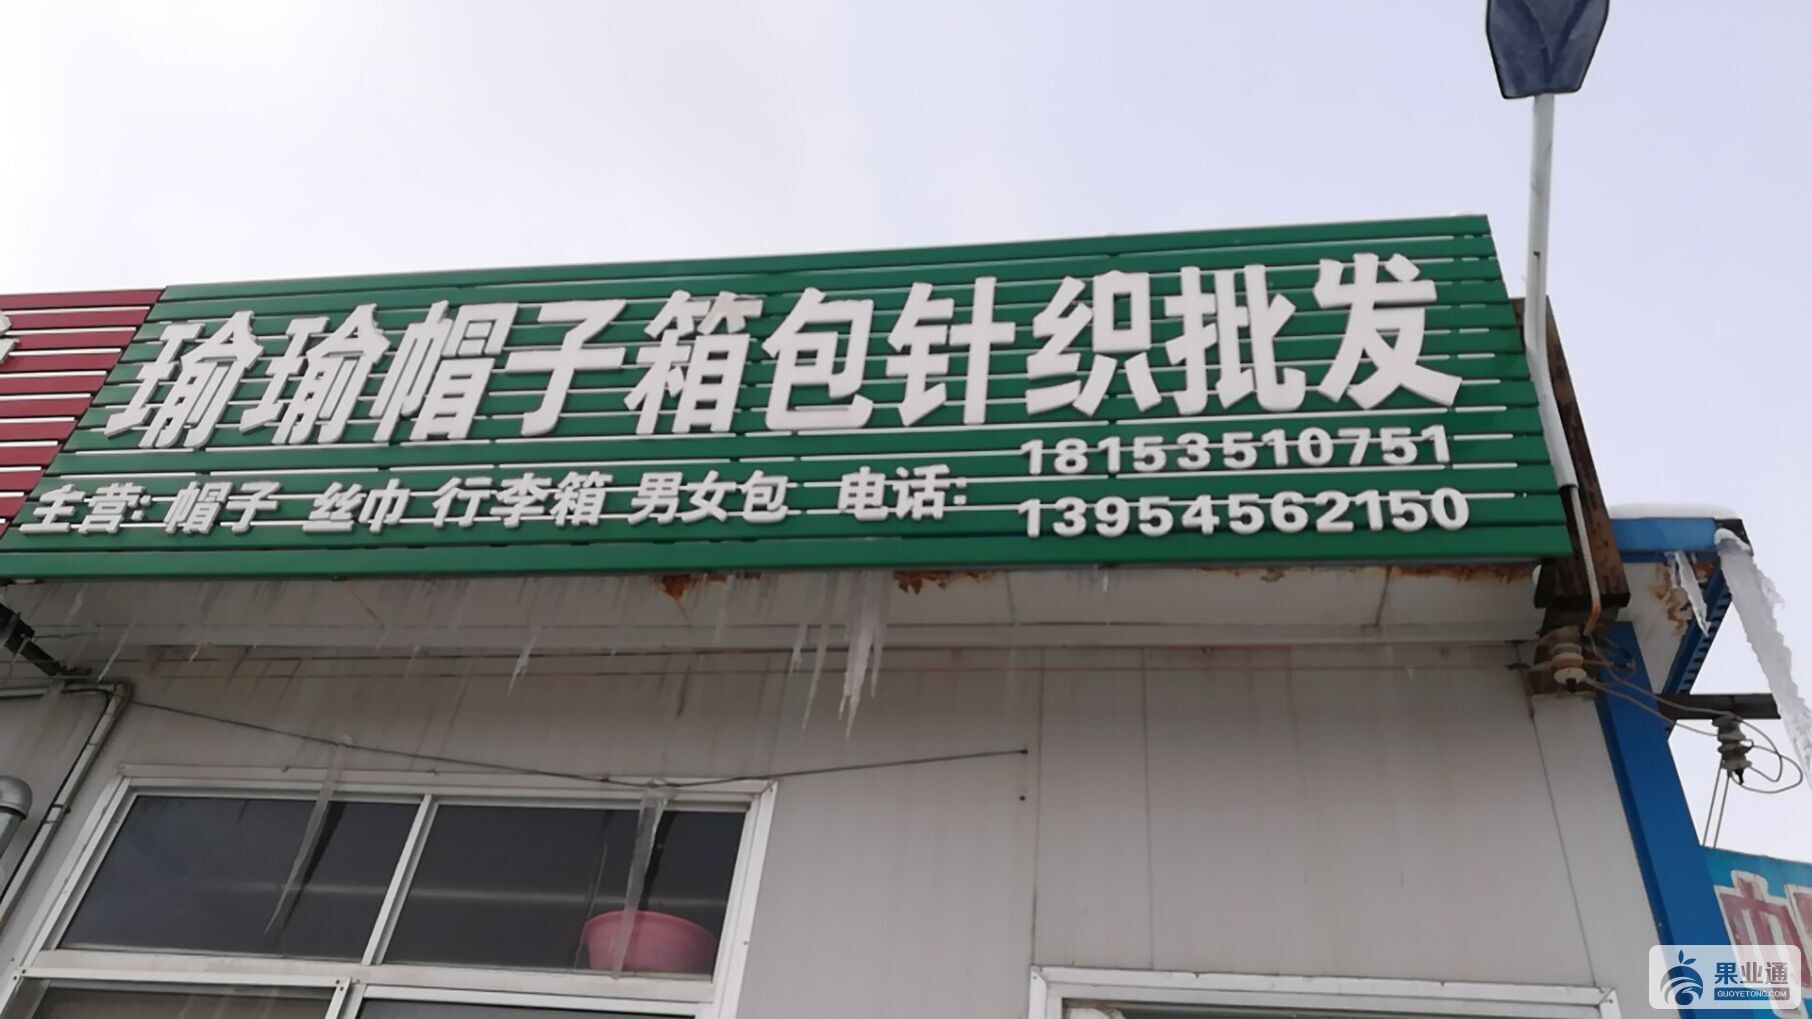 瑜瑜帽子箱包针织批发
主营: 帽子 丝巾 行李箱 男女包 电话: 18153510751
13954562150
果业通
GUOYETONG.COM